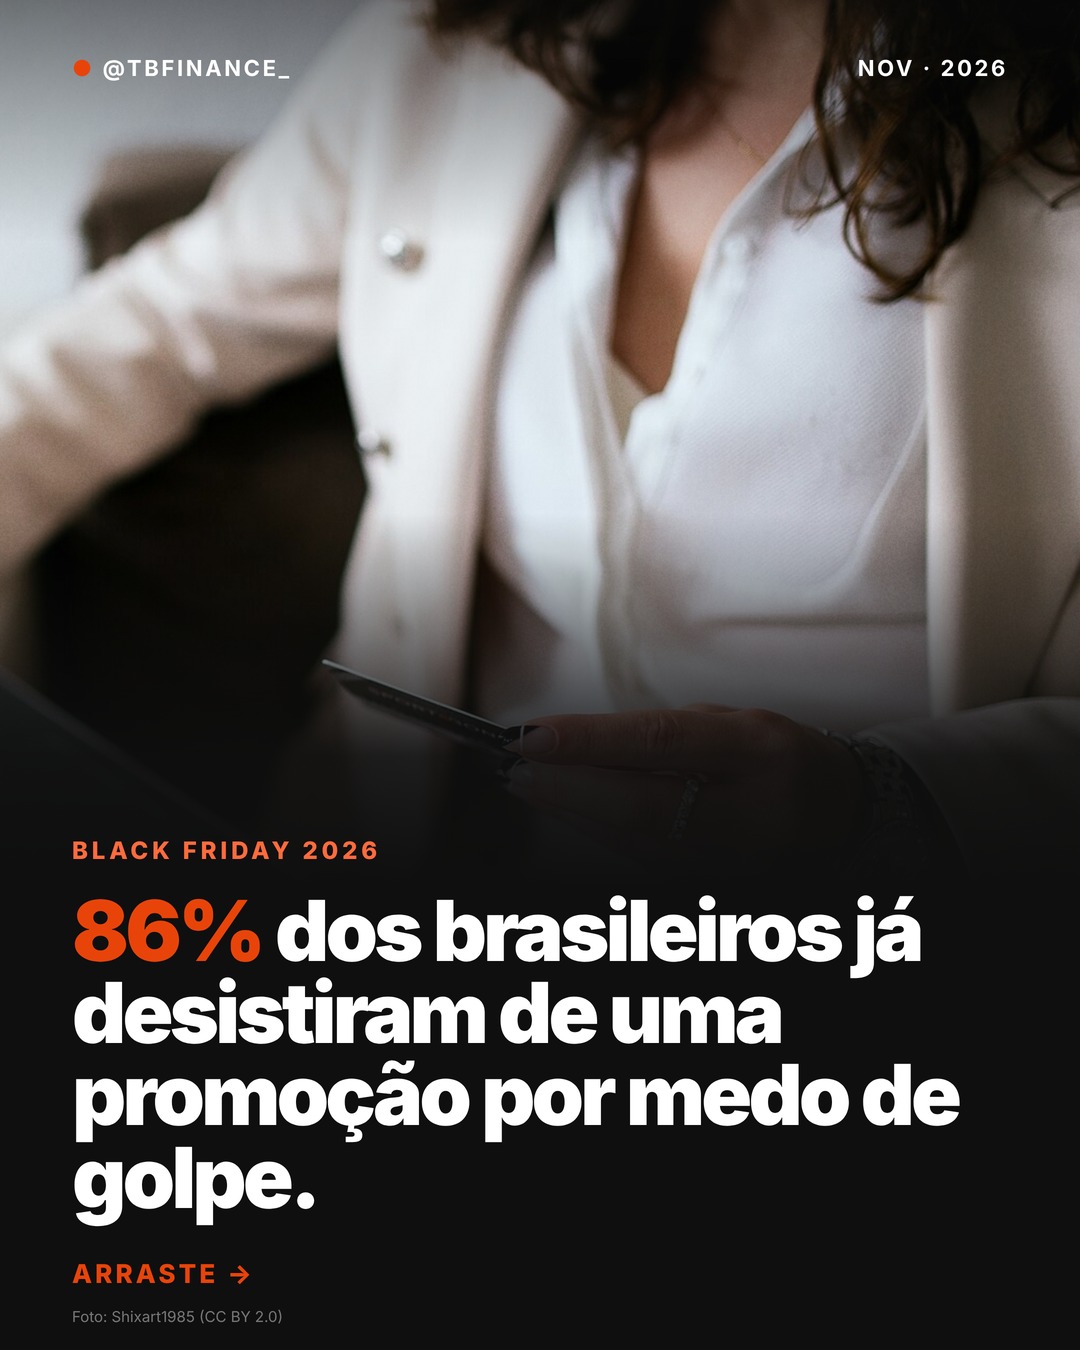 @TBFINANCE_
NOV · 2026
BLACK FRIDAY 2026
86% dos brasileiros já
desistiram de uma
promoção por medo de
golpe.
ARRASTE →
Foto: Shixart1985 (CC BY 2.0)